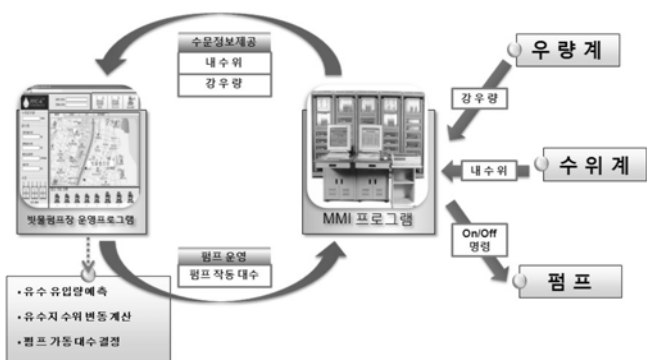 수문정보제공
내수위
강우량
우량계
강우량
수위계
내수위
On/Off
명령
펌프
빗물펌프장 운영프로그램
MMI 프로그램
펌프 운영
펌프 작동 대수
• 유수 유입량예측
• 유수지 수위 변동 계산
• 펌프 가동대수 결정